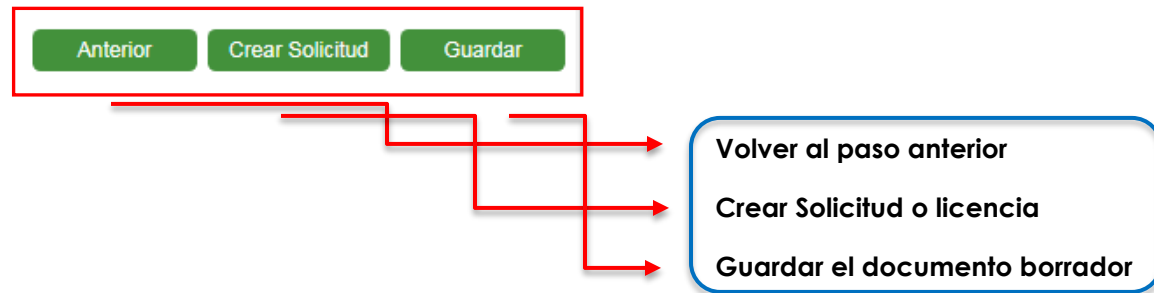 Anterior Crear Solicitud Guardar
Volver al paso anterior
Crear Solicitud o licencia
Guardar el documento borrador